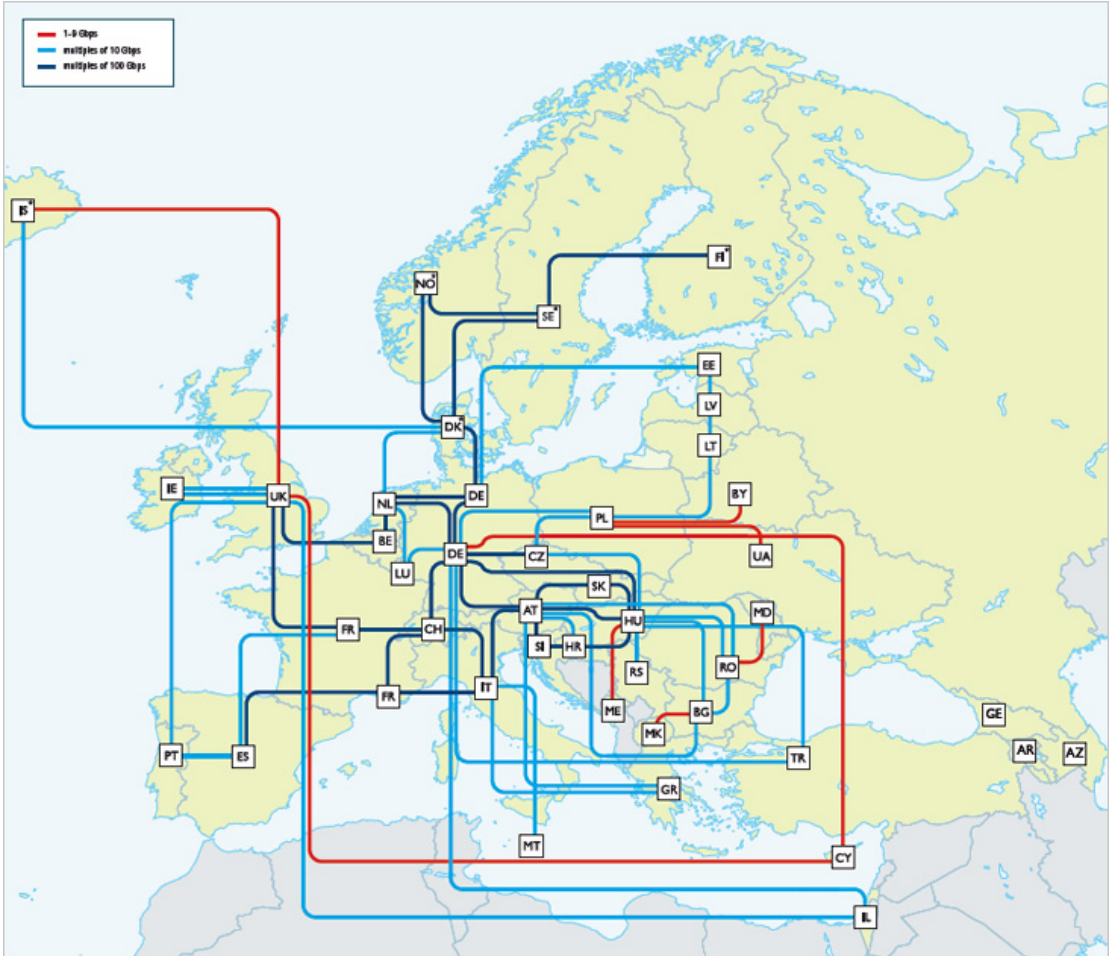 1-9 Gbps
multiples of 10 Gbps
multiples of 100 Gbps
IS*
FI*
NO*
SE*
EE
LV
DK*
LT
IE
UK
NL
DE
BY
PL
BE
DE
CZ
UA
LU
SK
AT
MD
FR
CH
HU
SI
HR
RO
RS
IT
FR
ME
BG
GE
MK
AR
AZ
PT
ES
TR
GR
MT
CY
IL